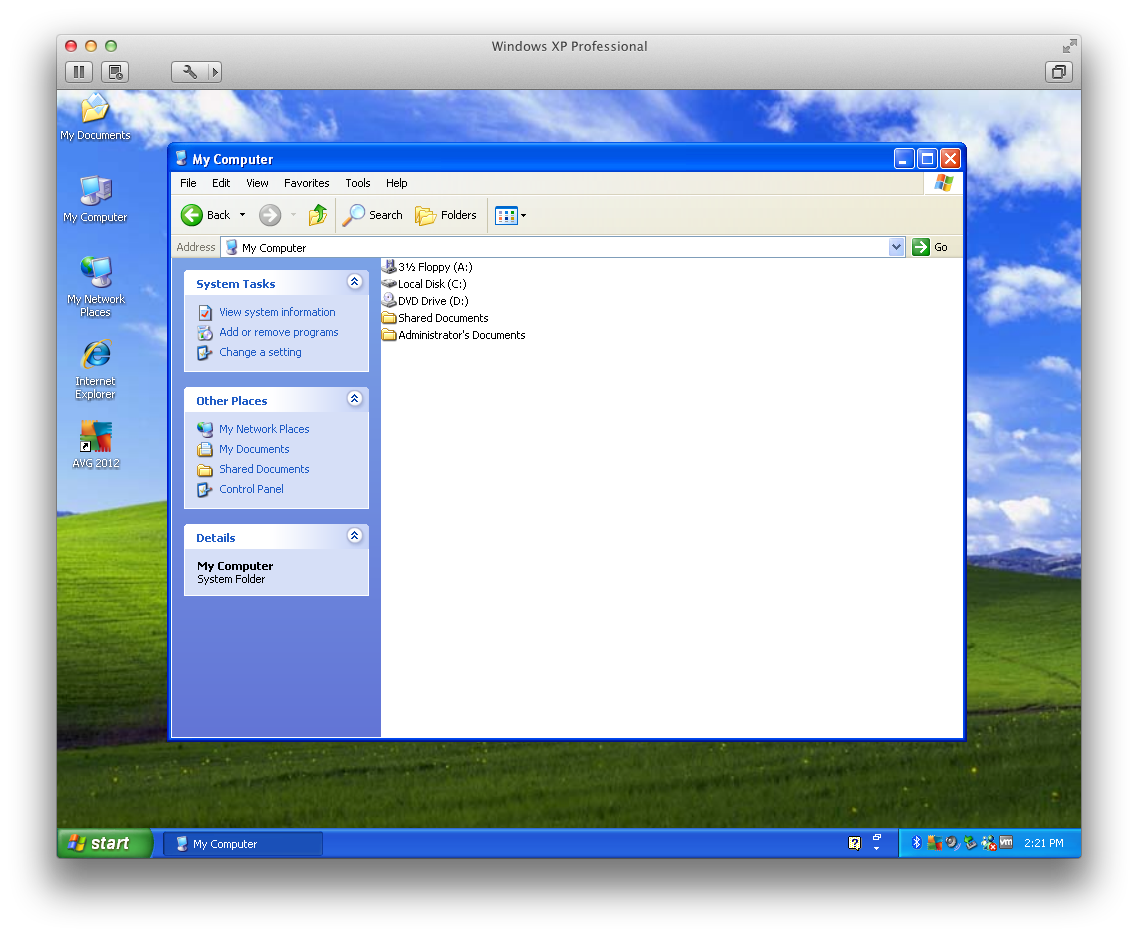 Windows XP Professional
My Documents
My Computer
My Network
Places
Internet
Explorer
AVG 2012
My Computer
File Edit View Favorites Tools Help
Back Search Folders
Address My Computer Go
System Tasks
View system information
Add or remove programs
Change a setting
Other Places
My Network Places
My Documents
Shared Documents
Control Panel
Details
My Computer
System Folder
3½ Floppy (A:)
Local Disk (C:)
DVD Drive (D:)
Shared Documents
Administrator's Documents
start My Computer ? vm 2:21 PM